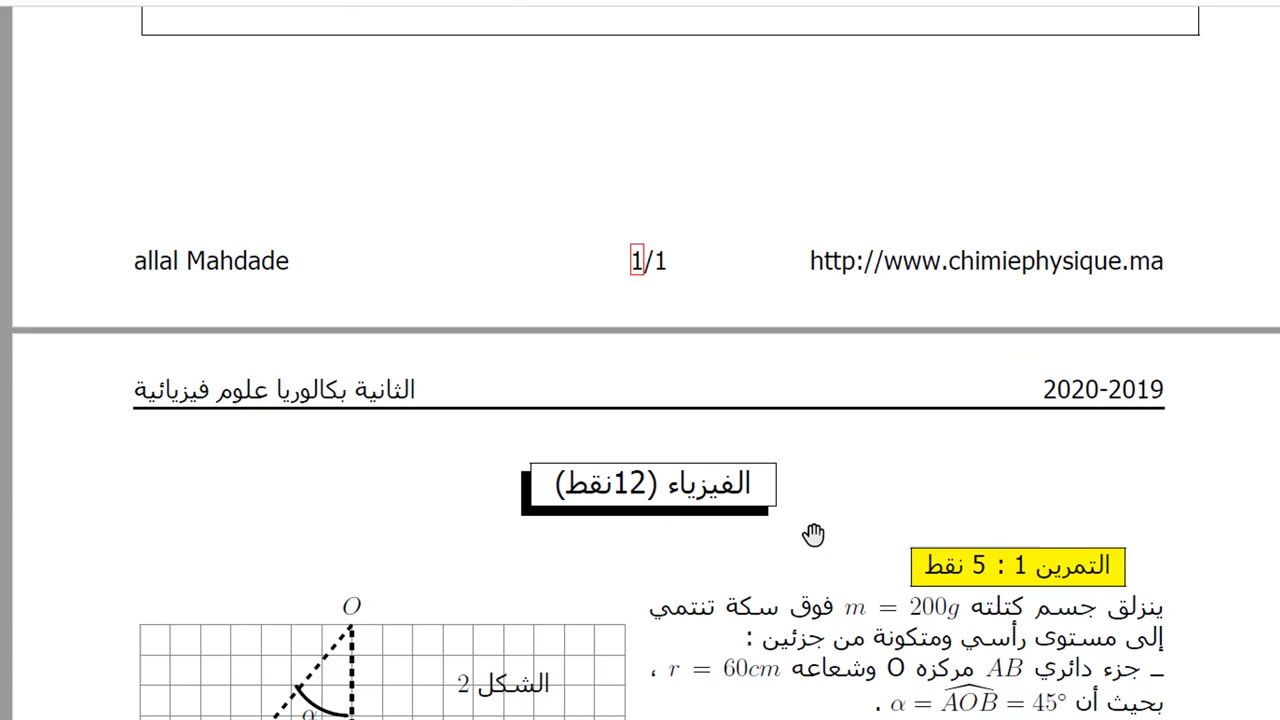 allal Mahdade 1/1 http://www.chimiephysique.ma
2020-2019 الثانية بكالوريا علوم فيزيائية
الفيزياء (12نقط)
التمرين 1 : 5 نقط
ينزلق جسم كتلته m = 200g فوق سكة تنتمي
إلى مستوى رأسي ومتكونة من جزئين :
ـ جزء دائري AB مركزه O وشعاعه r = 60cm ،
بحيث أن α = AOB = 45° .
O
الشكل 2
α